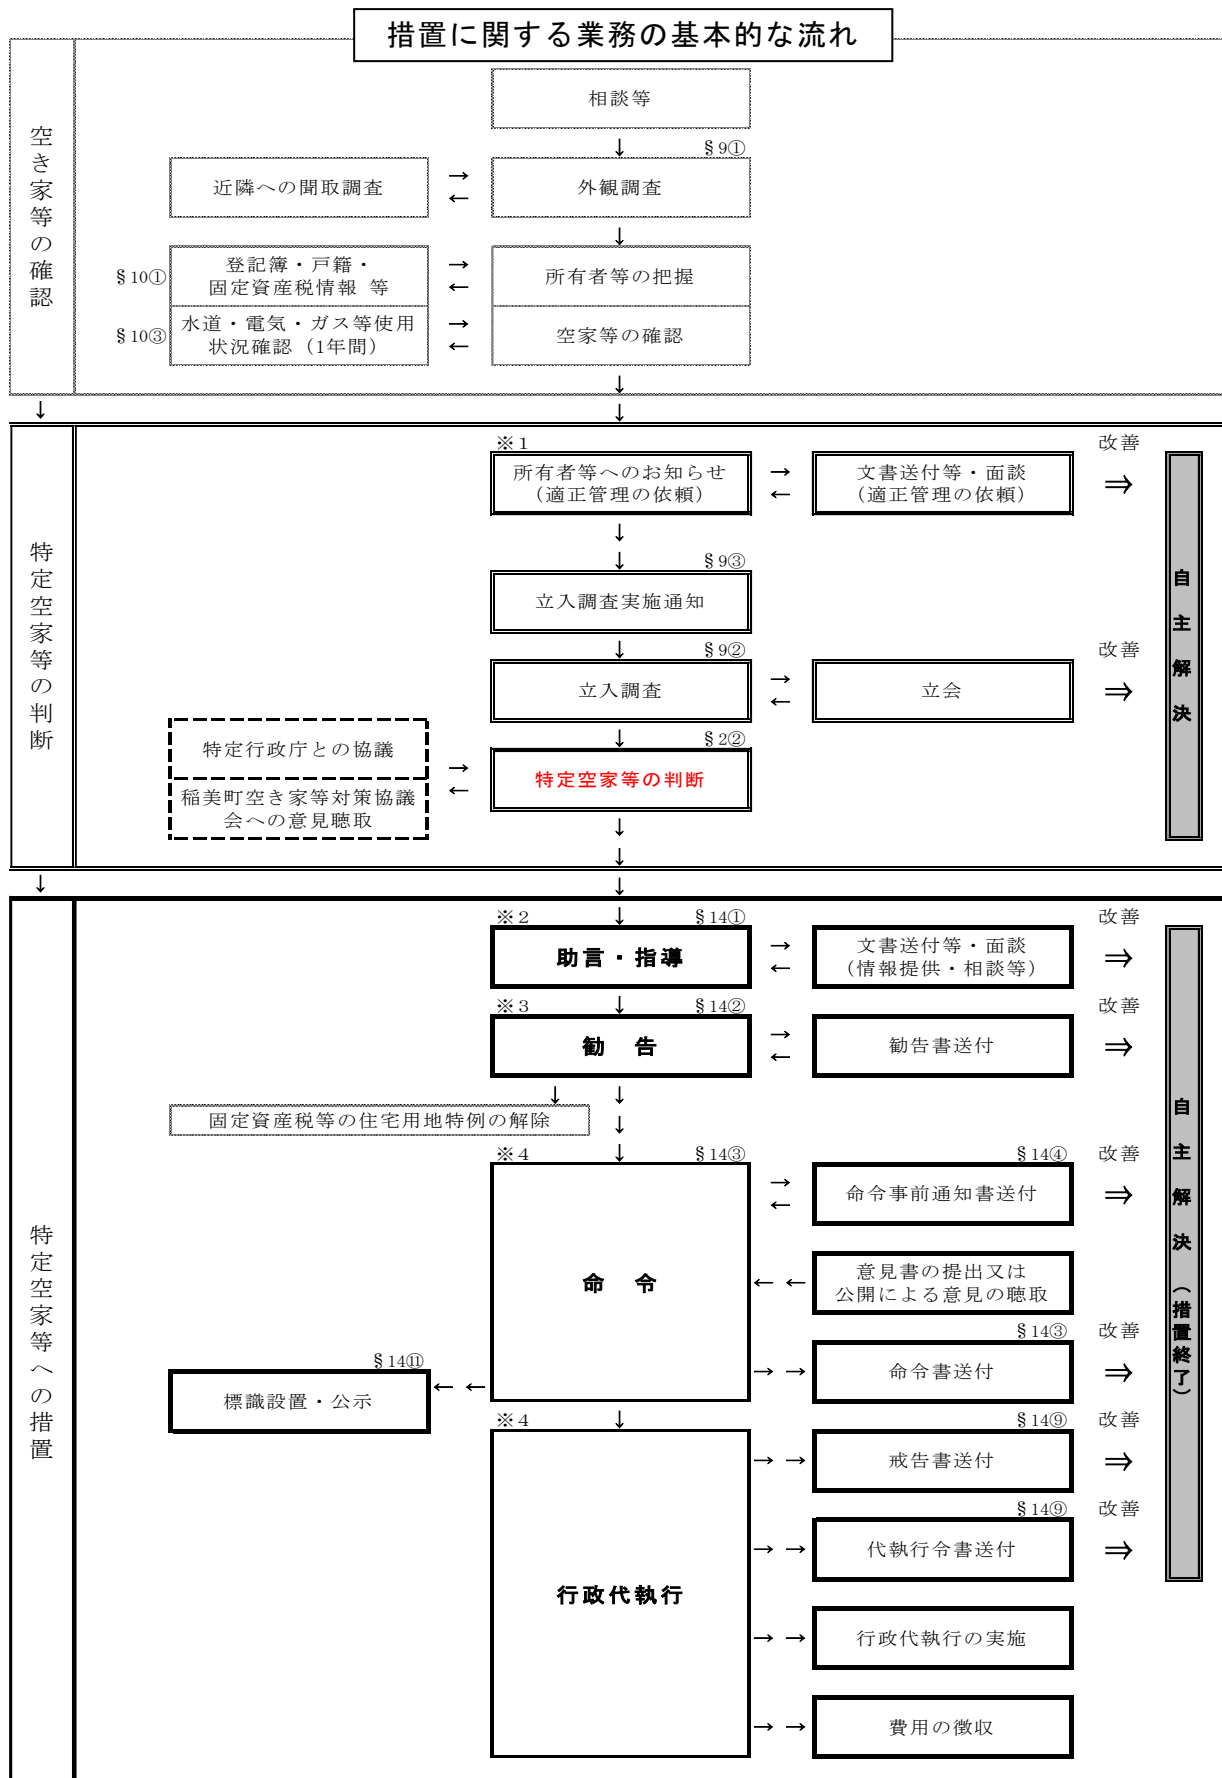 措置に関する業務の基本的な流れ
空き家等の確認
相談等
↓ §9①
近隣への聞取調査 → ← 外観調査
↓
§10① 登記簿・戸籍・
固定資産税情報 等 → ← 所有者等の把握
§10③ 水道・電気・ガス等使用
状況確認（1年間） → ← 空家等の確認
↓
↓ ↓
特定空家等の判断
※1 改善
所有者等へのお知らせ
（適正管理の依頼） → ← 文書送付等・面談
（適正管理の依頼） ⇒
自主解決
↓
↓ §9③
立入調査実施通知
↓ §9② 改善
立入調査 → ← 立会 ⇒
↓ §2②
特定行政庁との協議
稲美町空き家等対策協議
会への意見聴取 → ← 特定空家等の判断
↓
↓
↓ ↓
特定空家等への措置
※2 ↓ §14① 改善
助言・指導 → ← 文書送付等・面談
（情報提供・相談等） ⇒
自主解決（措置終了）
※3 ↓ §14② 改善
勧 告 → ← 勧告書送付 ⇒
↓ ↓
固定資産税等の住宅用地特例の解除 ↓
※4 ↓ §14③ §14④ 改善
命 令 → ← 命令事前通知書送付 ⇒
← ← 意見書の提出又は
公開による意見の聴取
§14③ 改善
→ → 命令書送付 ⇒
§14⑪
標識設置・公示 ← ←
※4 ↓ §14⑨ 改善
行政代執行 → → 戒告書送付 ⇒
§14⑨ 改善
→ → 代執行令書送付 ⇒
→ → 行政代執行の実施
→ → 費用の徴収